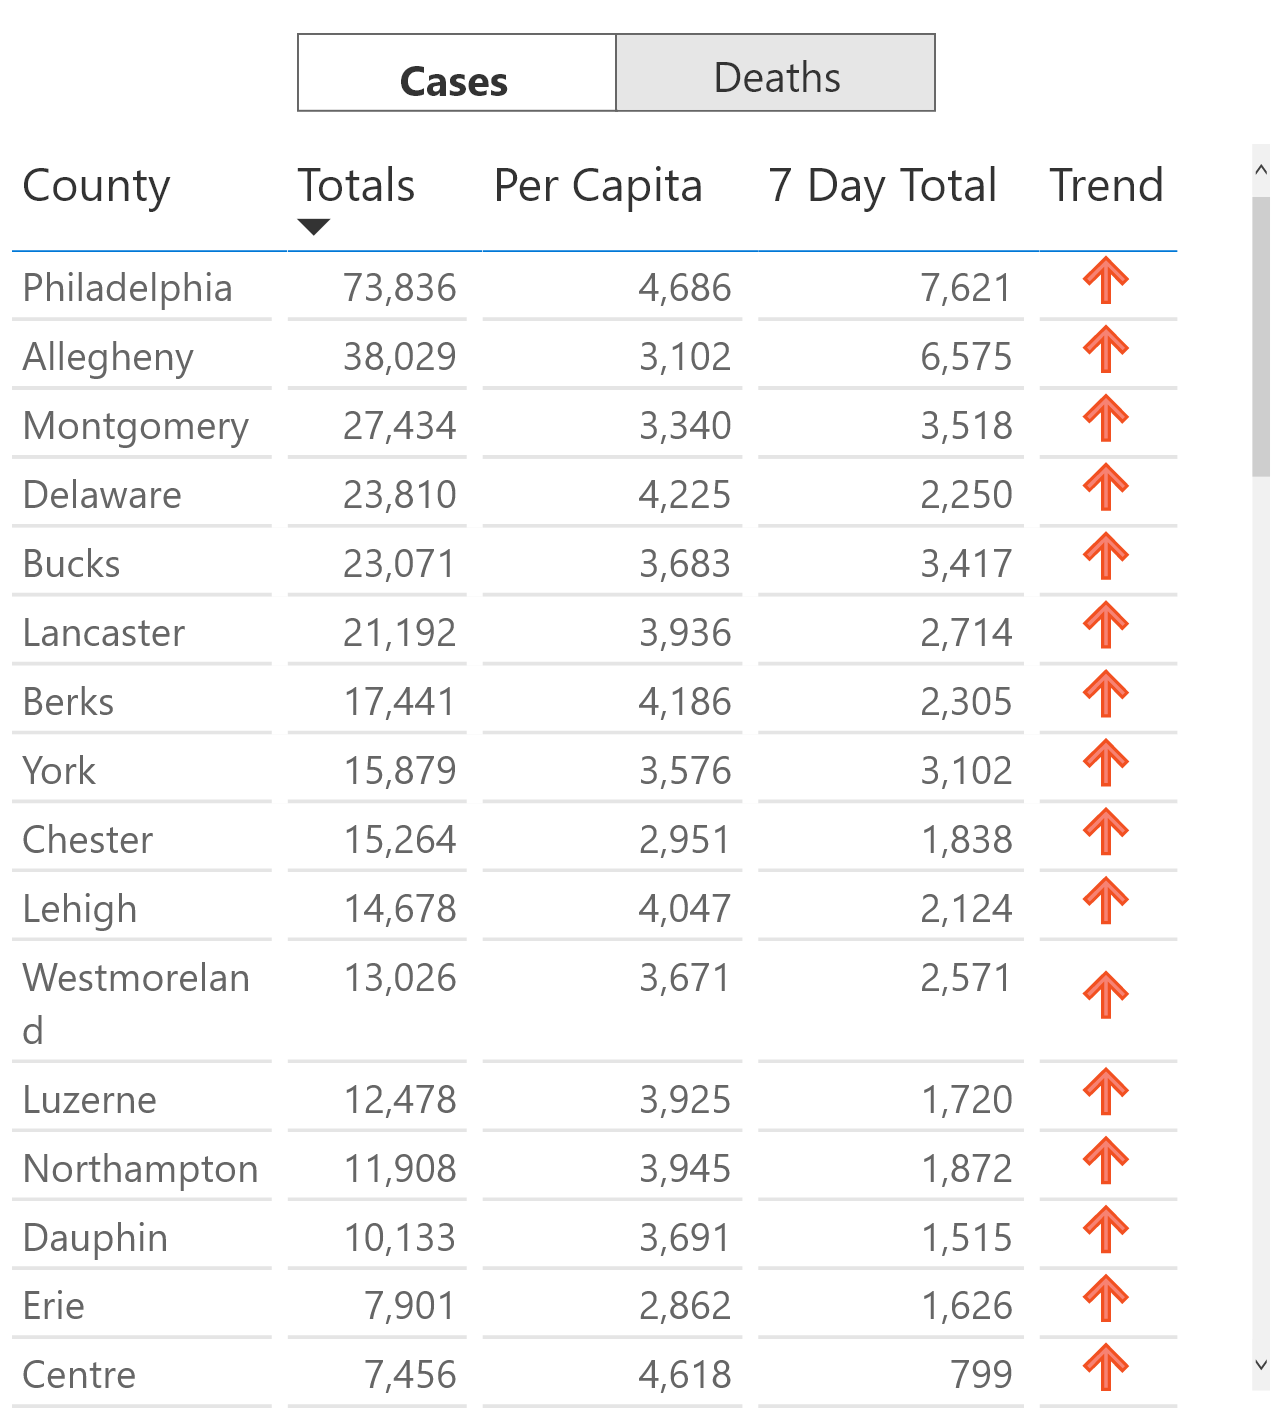 Cases Deaths
County Totals Per Capita 7 Day Total Trend
Philadelphia 73,836 4,686 7,621
Allegheny 38,029 3,102 6,575
Montgomery 27,434 3,340 3,518
Delaware 23,810 4,225 2,250
Bucks 23,071 3,683 3,417
Lancaster 21,192 3,936 2,714
Berks 17,441 4,186 2,305
York 15,879 3,576 3,102
Chester 15,264 2,951 1,838
Lehigh 14,678 4,047 2,124
Westmorelan 13,026 3,671 2,571
d
Luzerne 12,478 3,925 1,720
Northampton 11,908 3,945 1,872
Dauphin 10,133 3,691 1,515
Erie 7,901 2,862 1,626
Centre 7,456 4,618 799